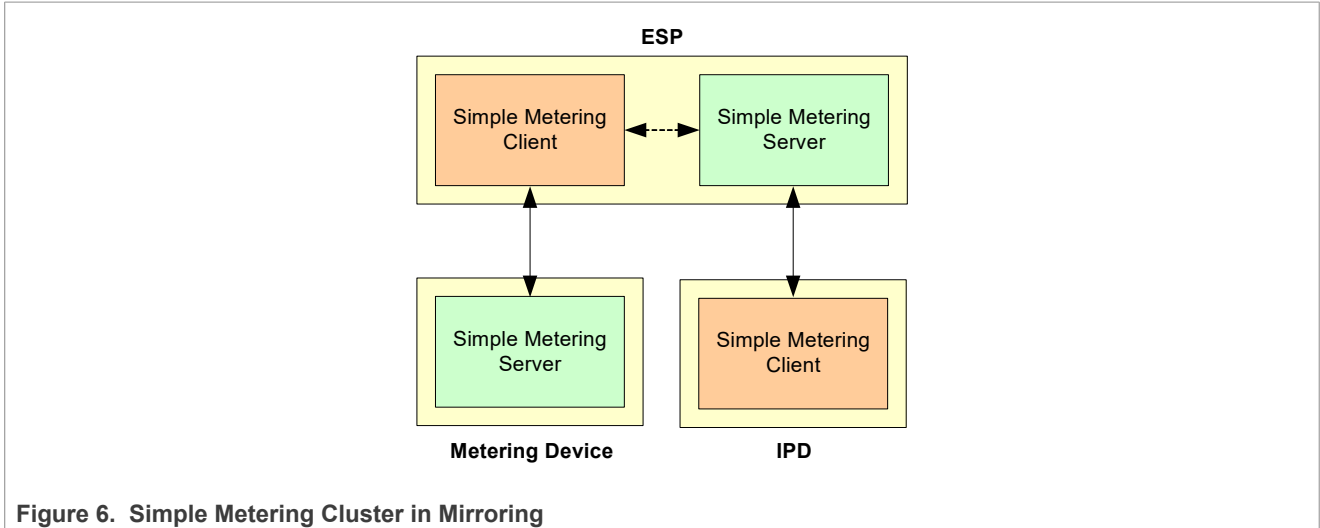 ESP
Simple Metering
Client
Simple Metering
Server
Simple Metering
Server
Simple Metering
Client
Metering Device
IPD
Figure 6. Simple Metering Cluster in Mirroring